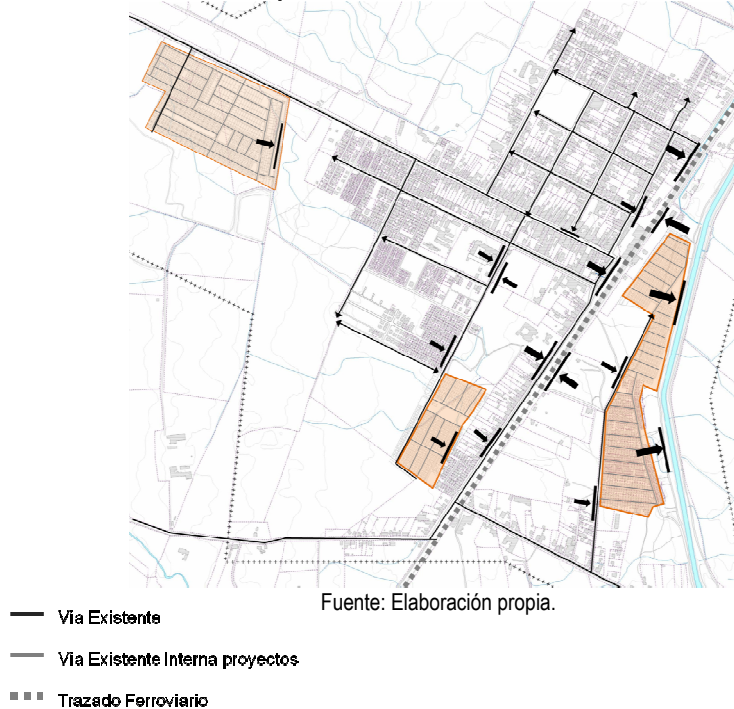 Fuente: Elaboración propia.
Via Existente
Via Existente Interna proyectos
Trazado Ferroviario